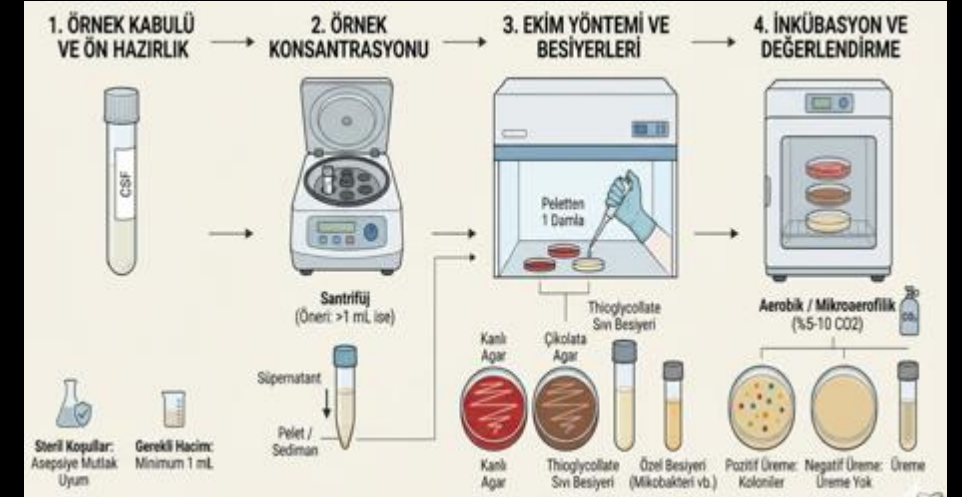 1. ÖRNEK KABULÜ
VE ÖN HAZIRLIK
2. ÖRNEK
KONSANTRASYONU
3. EKİM YÖNTEMİ VE
BESİYERLERİ
4. İNKÜBASYON VE
DEĞERLENDİRME
CSF
Steril Koşullar:
Asepsiye Mutlak
Uyum
Gerekli Hacim:
Minimum 1 mL
Santrifüj
(Öneri: >1 mL ise)
Süpernatant
Pelet /
Sediman
Peletten
1 Damla
Thioglycollate
Sıvı Besiyeri
Kanlı
Agar
Çikolata
Agar
Kanlı
Agar
Thioglycollate
Sıvı Besiyeri
Özel Besiyeri
(Mikobakteri vb.)
Aerobik / Mikroaerofilik
(%5-10 CO2)
CO₂
Pozitif Üreme:
Koloniler
Negatif Üreme:
Üreme Yok
Üreme